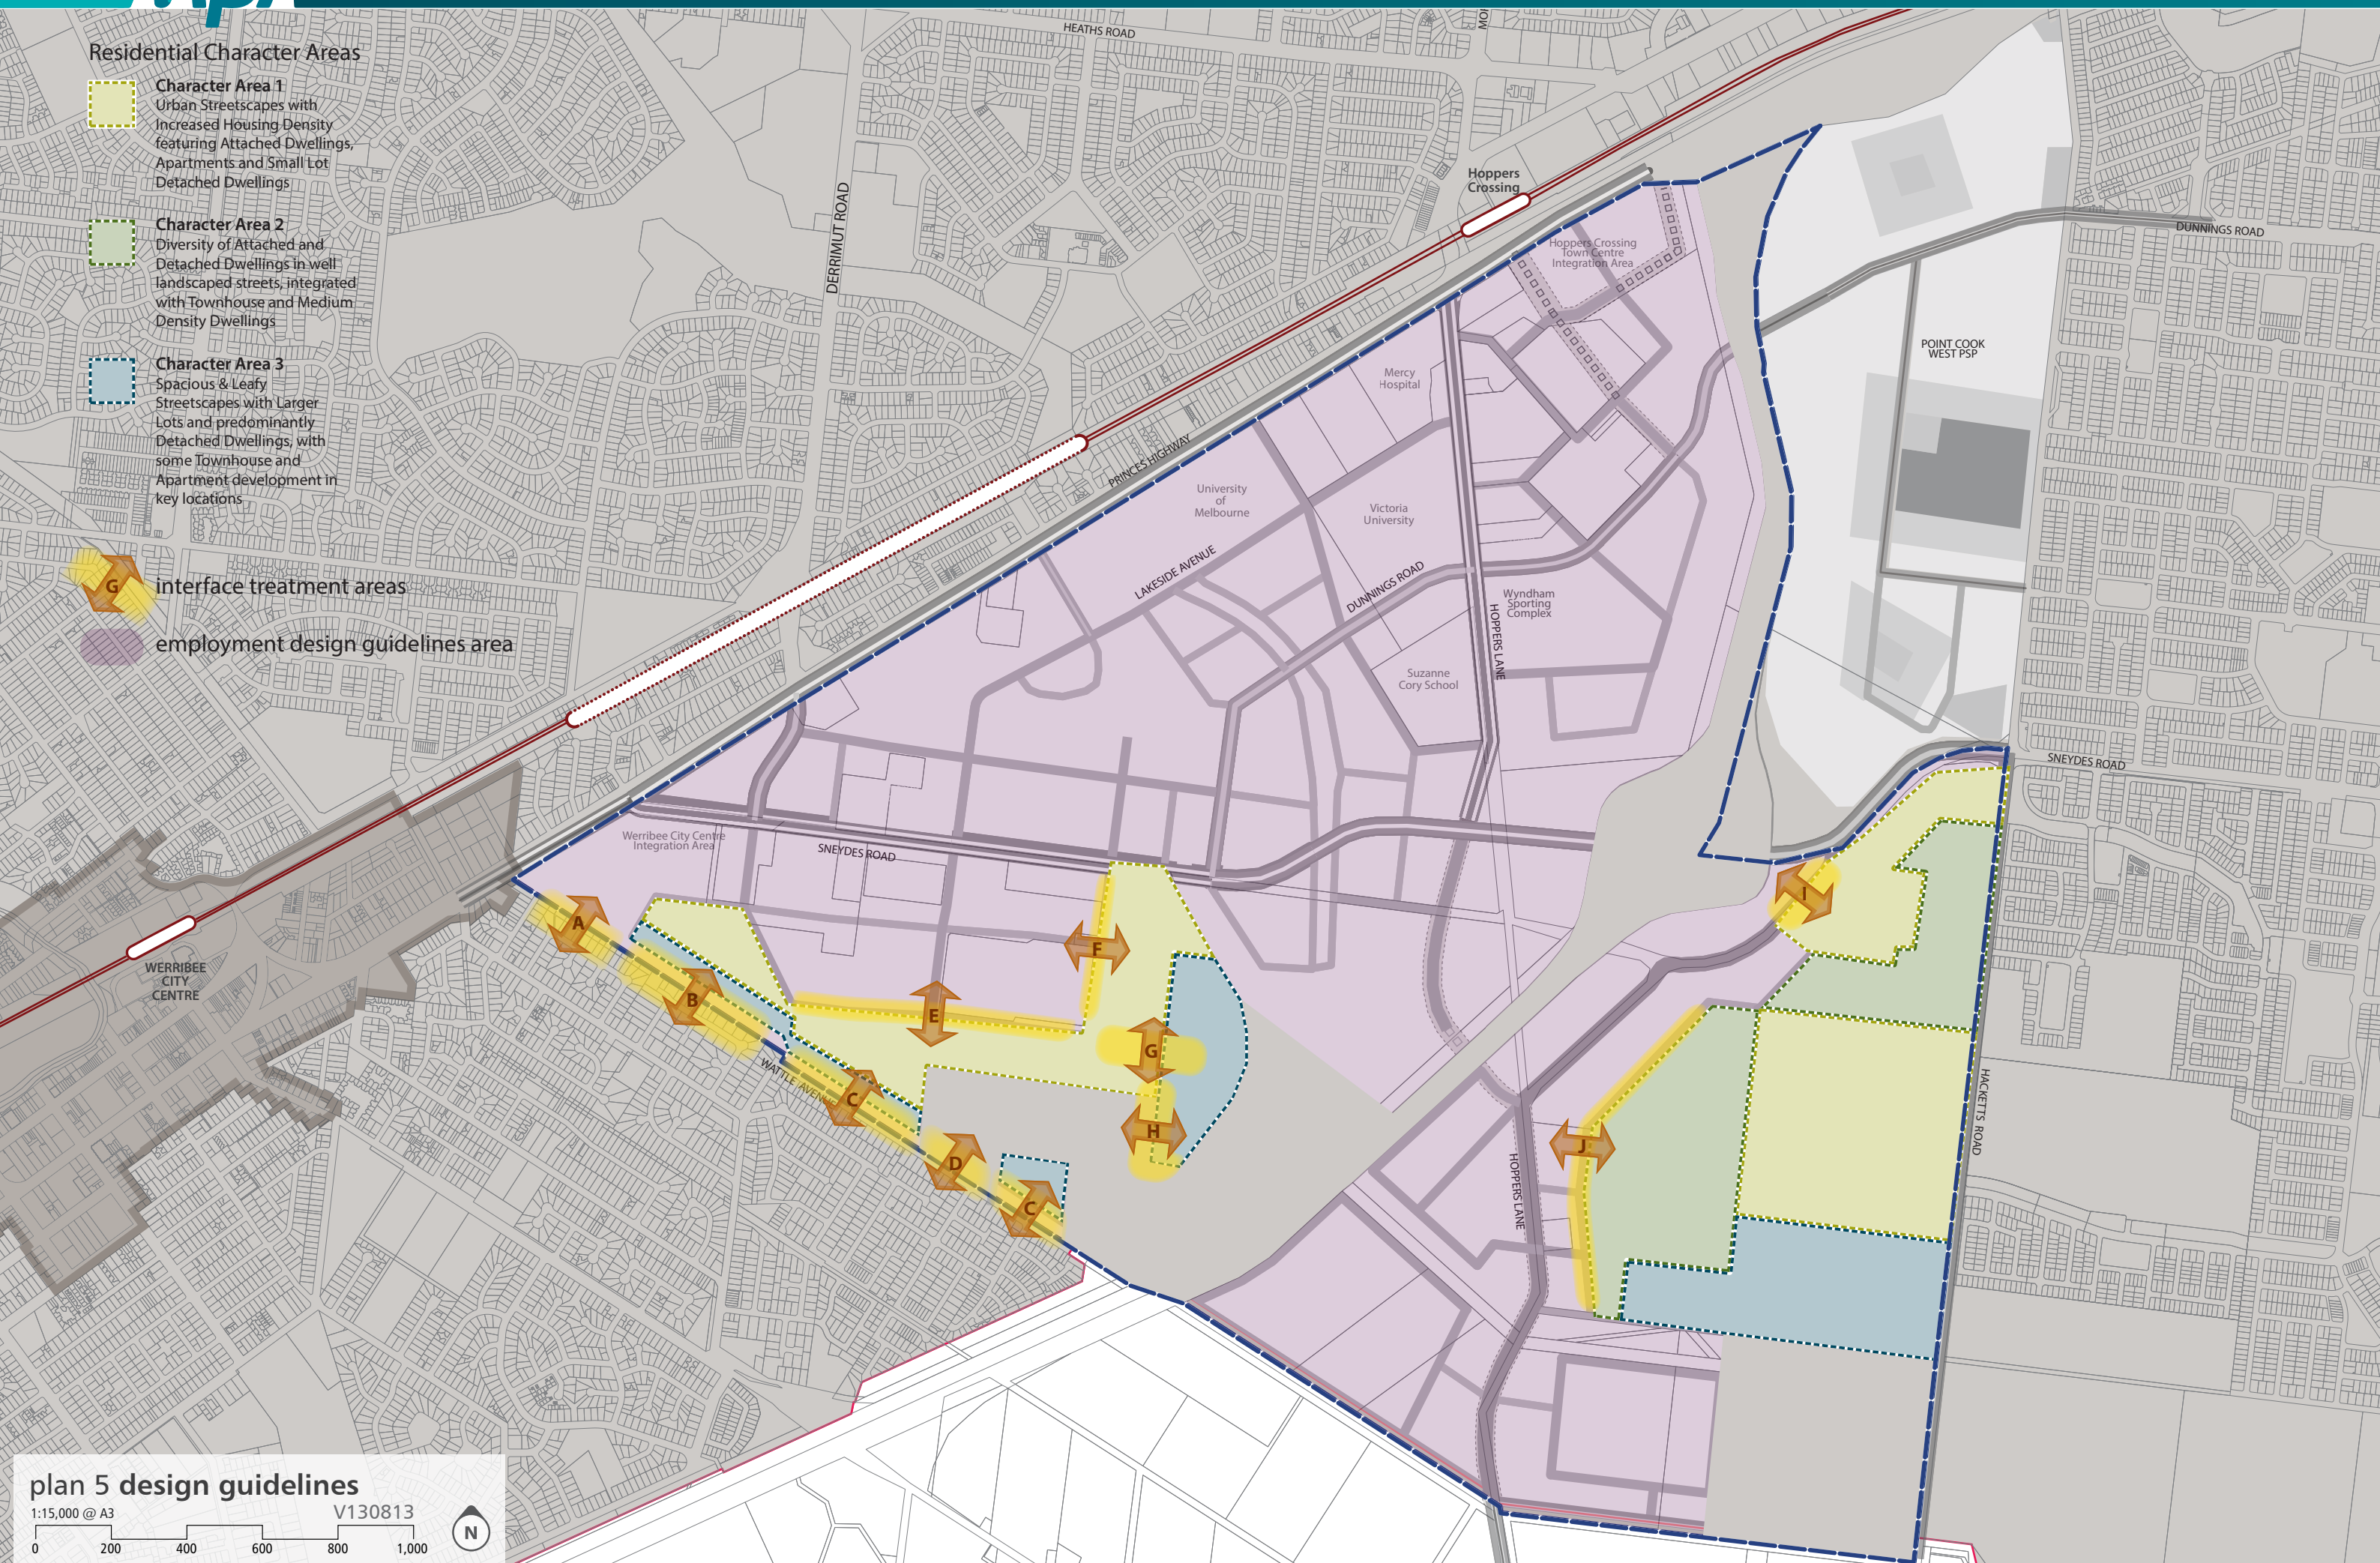 Residential Character Areas
Character Area 1
Urban Streetscapes with
Increased Housing Density
featuring Attached Dwellings,
Apartments and Small Lot
Detached Dwellings
Character Area 2
Diversity of Attached and
Detached Dwellings in well
landscaped streets, integrated
with Townhouse and Medium
Density Dwellings
Character Area 3
Spacious & Leafy
Streetscapes with Larger
Lots and predominantly
Detached Dwellings, with
some Townhouse and
Apartment development in
key locations
G
interface treatment areas
employment design guidelines area
HEATHS ROAD
DERRIMUT ROAD
Hoppers
Crossing
Hoppers Crossing
Town Centre
Integration Area
DUNNINGS ROAD
POINT COOK
WEST PSP
Mercy
Hospital
PRINCES HIGHWAY
University
of
Melbourne
Victoria
University
LAKESIDE AVENUE
DUNNINGS ROAD
Wyndham
Sporting
Complex
HOPPERS LANE
Suzanne
Cory School
SNEYDES ROAD
Werribee City Centre
Integration Area
SNEYDES ROAD
WERRIBEE
CITY
CENTRE
A
B
C
D
C
E
F
G
H
I
J
WATTLE AVENUE
HOPPERS LANE
HACKETTS ROAD
plan 5 design guidelines
1:15,000 @ A3
V130813
0 200 400 600 800 1,000
N